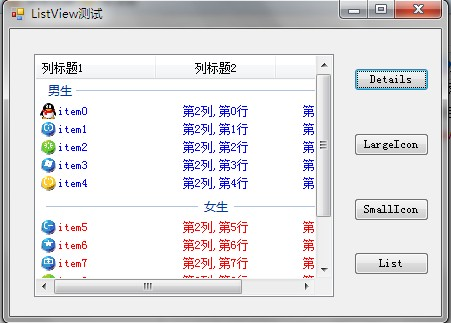 ListView测试
列标题1 列标题2
男生
item0 第2列,第0行 第
item1 第2列,第1行 第
item2 第2列,第2行 第
item3 第2列,第3行 第
item4 第2列,第4行 第
女生
item5 第2列,第5行 第
item6 第2列,第6行 第
item7 第2列,第7行 第
Details
LargeIcon
SmallIcon
List